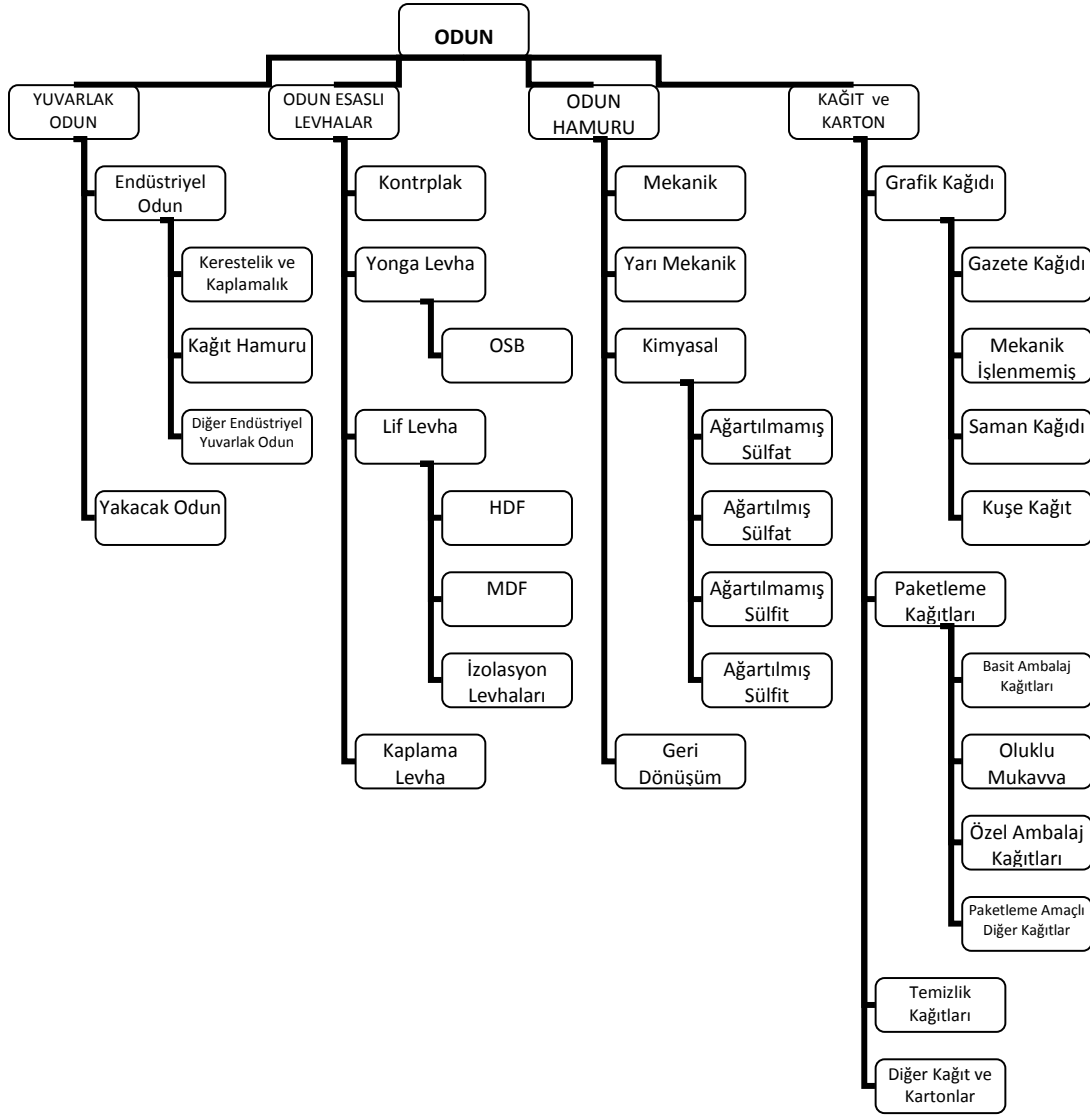 ODUN
YUVARLAK
ODUN
Endüstriyel
Odun
Kerestelik ve
Kaplamalık
Kağıt Hamuru
Diğer Endüstriyel
Yuvarlak Odun
Yakacak Odun
ODUN ESASLI
LEVHALAR
Kontrplak
Yonga Levha
OSB
Lif Levha
HDF
MDF
İzolasyon
Levhaları
Kaplama
Levha
ODUN
HAMURU
Mekanik
Yarı Mekanik
Kimyasal
Ağartılmamış
Sülfat
Ağartılmış
Sülfat
Ağartılmamış
Sülfit
Ağartılmış
Sülfit
Geri
Dönüşüm
KAĞIT ve
KARTON
Grafik Kağıdı
Gazete Kağıdı
Mekanik
İşlenmemiş
Saman Kağıdı
Kuşe Kağıt
Paketleme
Kağıtları
Basit Ambalaj
Kağıtları
Oluklu
Mukavva
Özel Ambalaj
Kağıtları
Paketleme Amaçlı
Diğer Kağıtlar
Temizlik
Kağıtları
Diğer Kağıt ve
Kartonlar